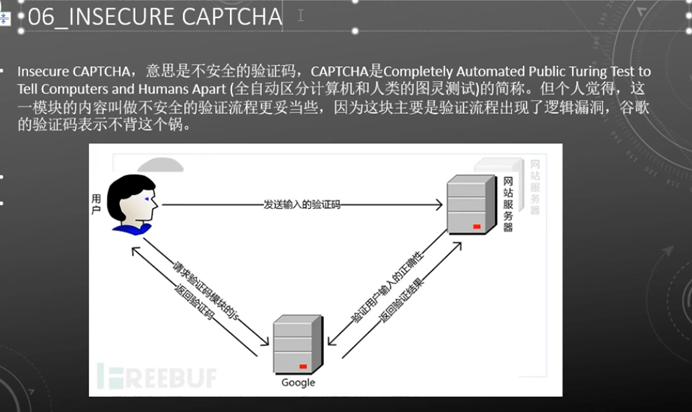 06_INSECURE CAPTCHA
Insecure CAPTCHA，意思是不安全的验证码，CAPTCHA是Completely Automated Public Turing Test to
Tell Computers and Humans Apart (全自动区分计算机和人类的图灵测试)的简称。但个人觉得，这
一模块的内容叫做不安全的验证流程更妥当些，因为这块主要是验证流程出现了逻辑漏洞，谷歌
的验证码表示不背这个锅。
用户
发送输入的验证码
网站服务器
网站服务器
请求验证码模块的js
返回验证码
验证用户输入的正确性
返回验证结果
Google
FREEBUF